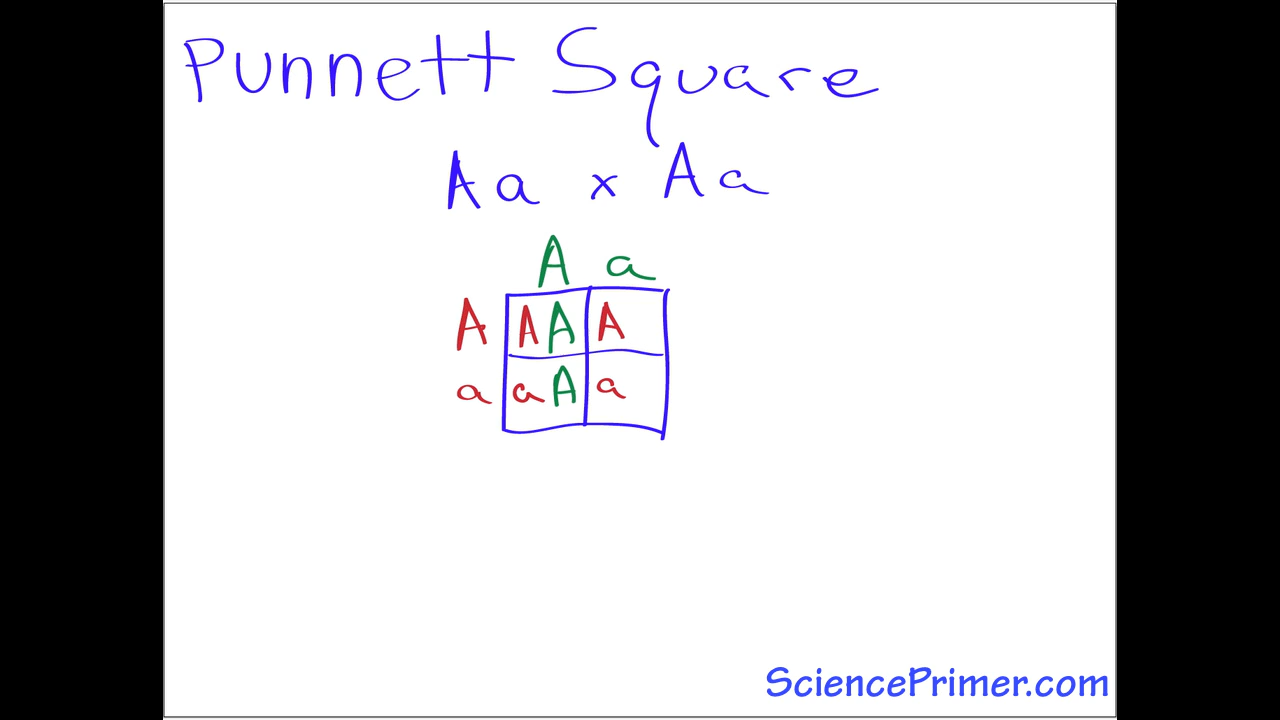 Punnett Square
Aa x Aa
A a
A AA A
a aA a
SciencePrimer.com